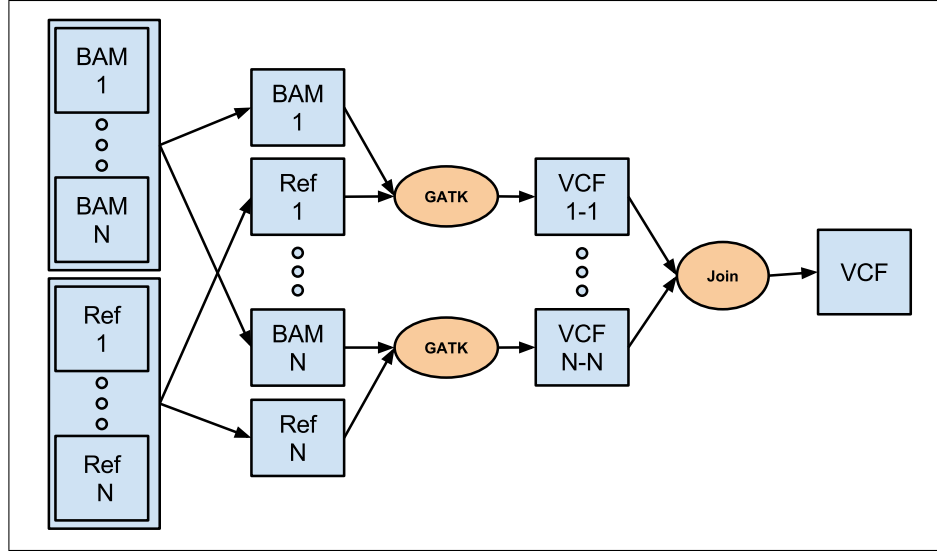 BAM
1
BAM
N
Ref
1
Ref
N
BAM
1
Ref
1
BAM
N
Ref
N
GATK
GATK
VCF
1-1
VCF
N-N
Join
VCF